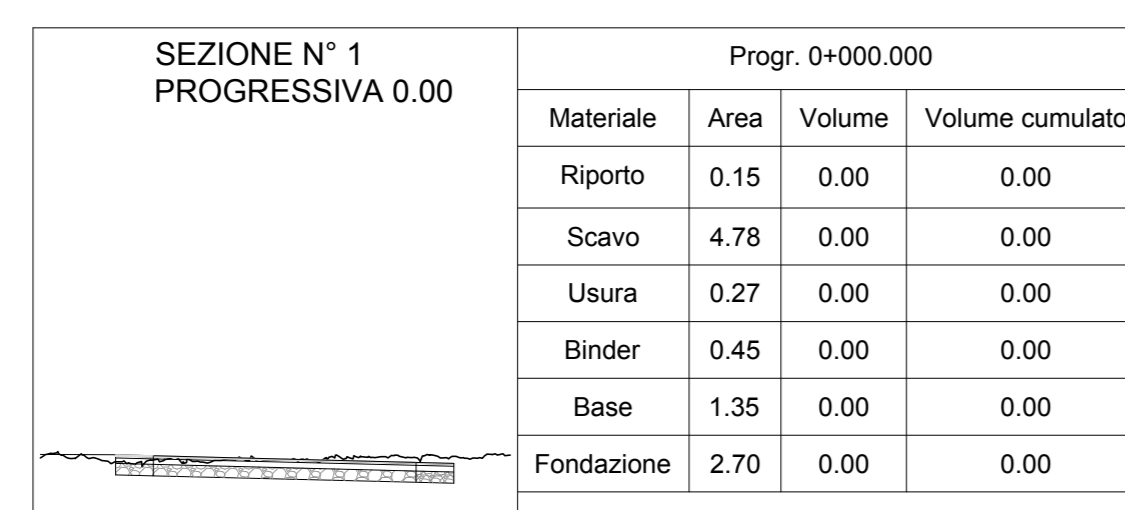 SEZIONE N° 1
PROGRESSIVA 0.00
Progr. 0+000.000
Materiale Area Volume Volume cumulato
Riporto 0.15 0.00 0.00
Scavo 4.78 0.00 0.00
Usura 0.27 0.00 0.00
Binder 0.45 0.00 0.00
Base 1.35 0.00 0.00
Fondazione 2.70 0.00 0.00